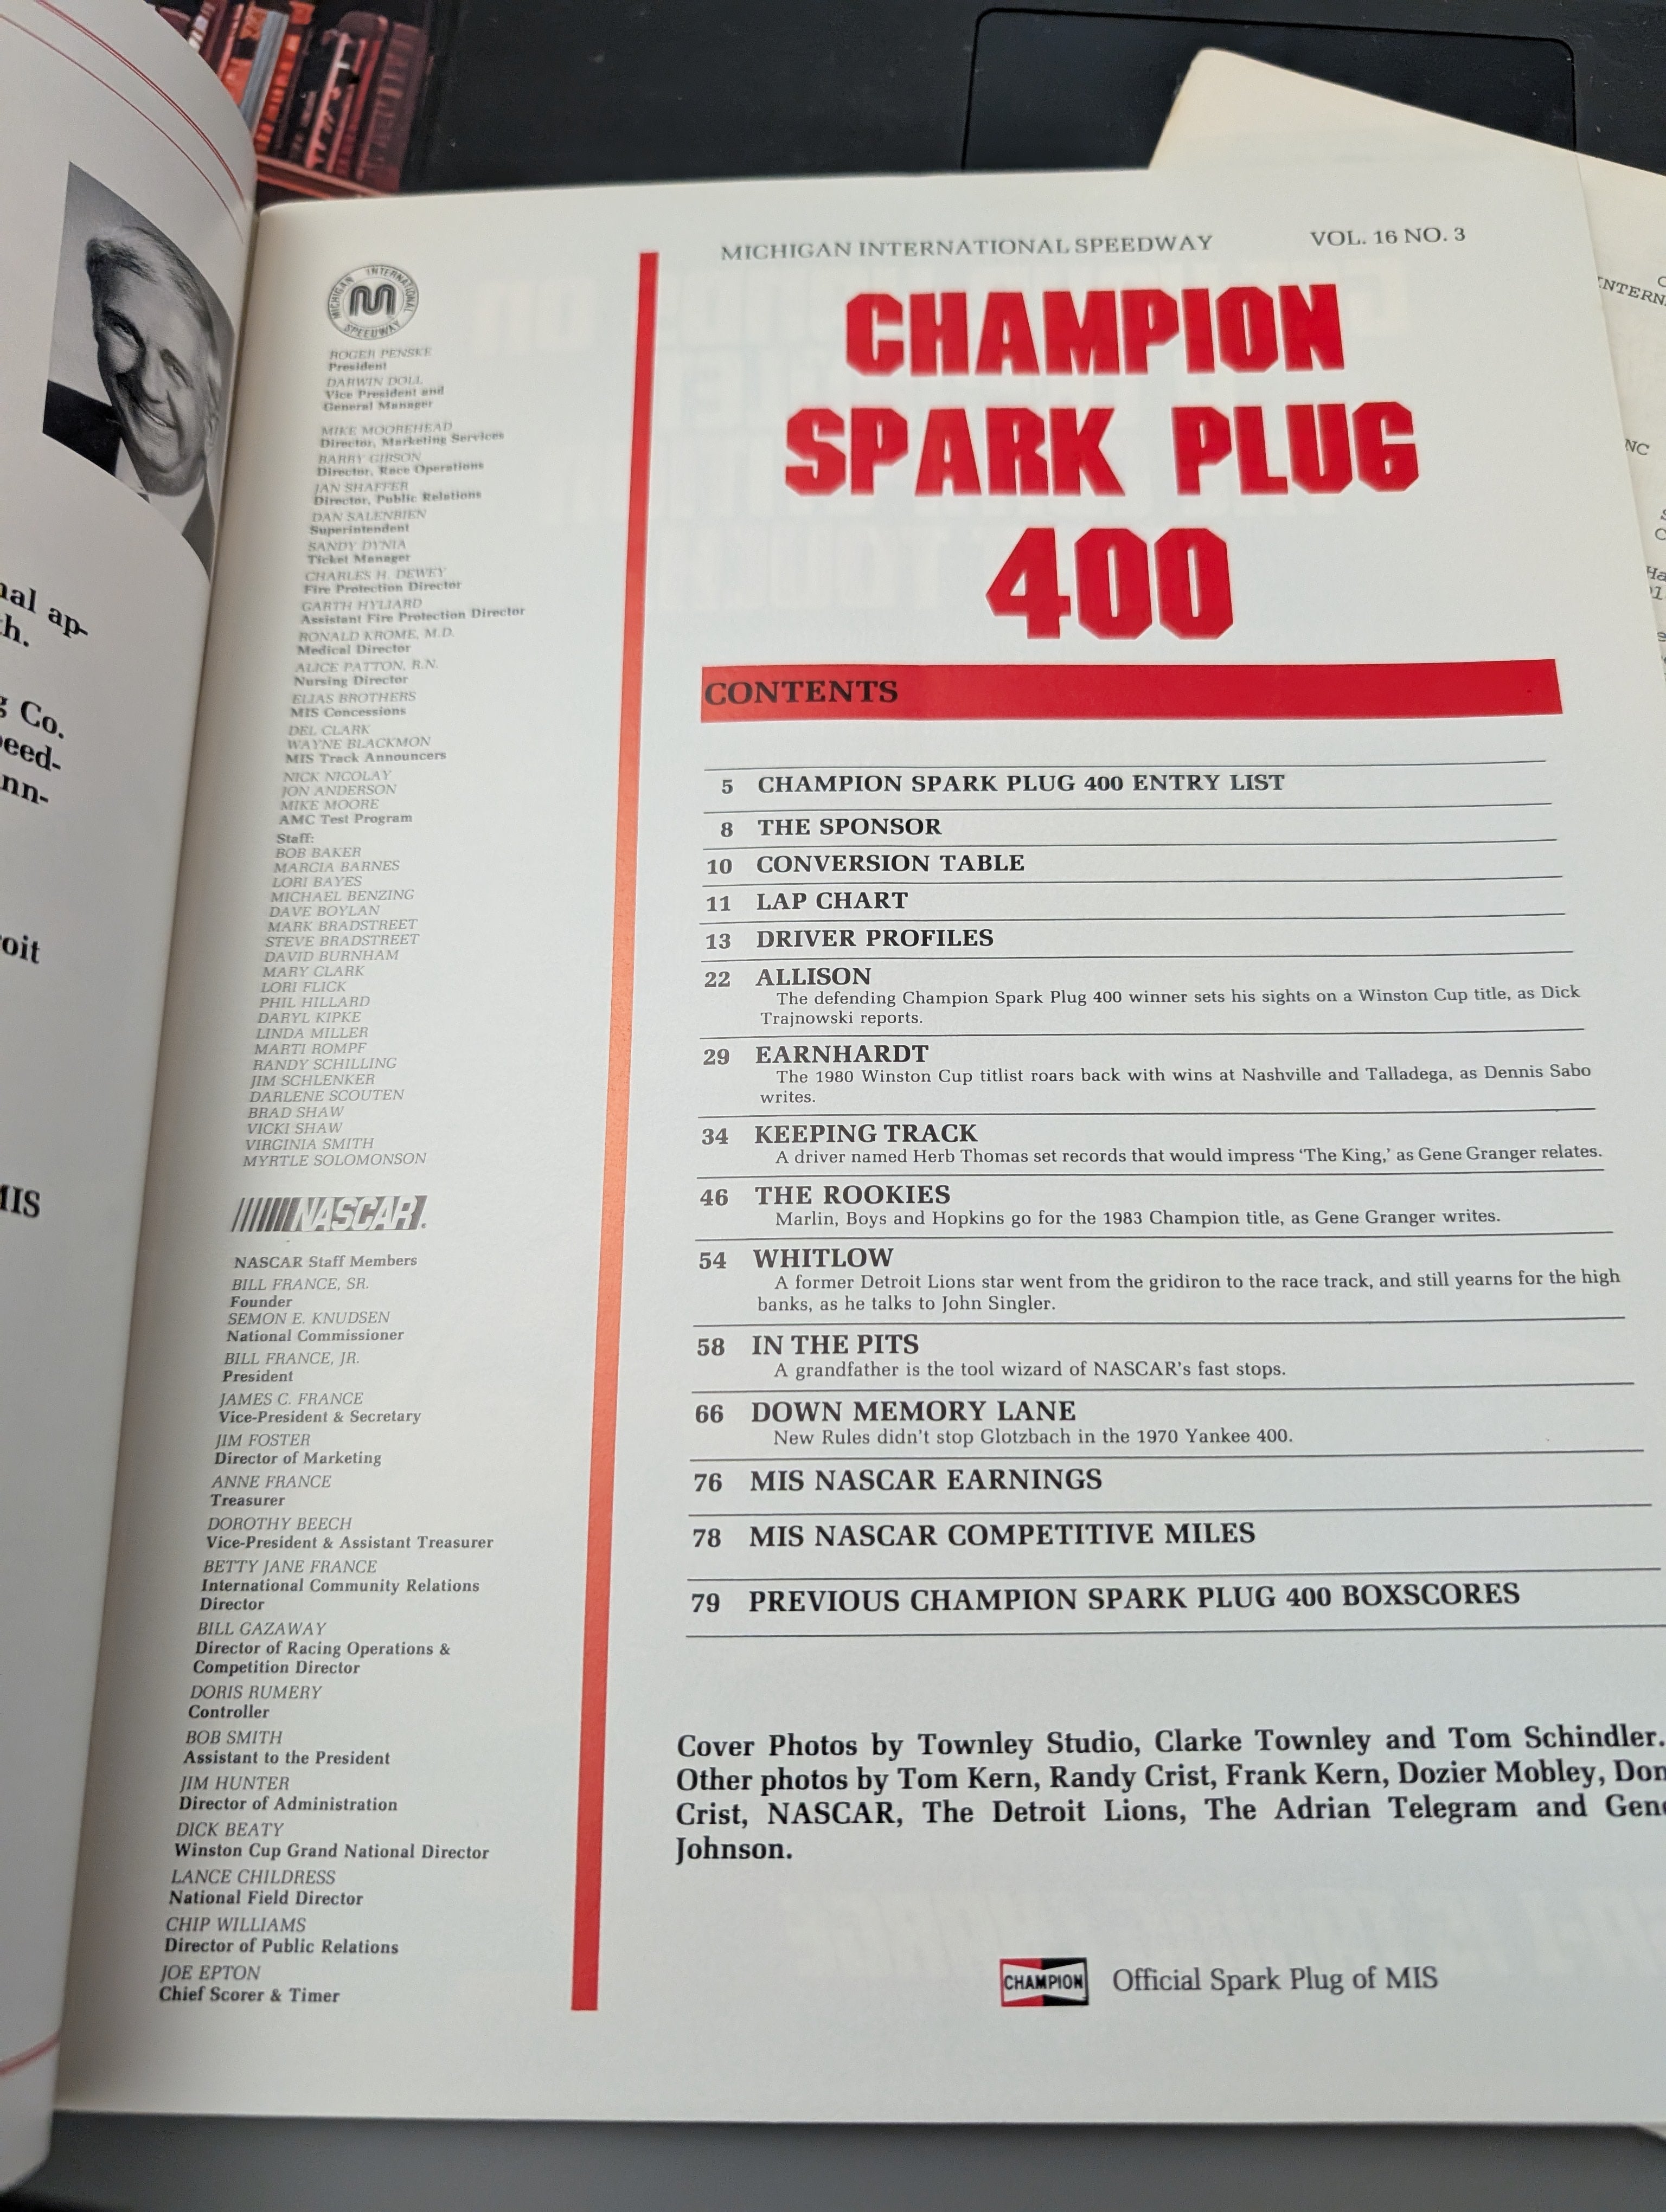 nal ap-
h.
g Co.
peed-
nn-
oit
MIS
MICHIGAN INTERNATIONAL SPEEDWAY
M
ROGER PENSKE
President
DARWIN DOLL
Vice President and
General Manager
MIKE MOOREHEAD
Director, Marketing Services
BARRY GIBSON
Director, Race Operations
JAN SHAFFER
Director, Public Relations
DAN SALENBIEN
Superintendent
SANDY DYNIA
Ticket Manager
CHARLES H. DEWEY
Fire Protection Director
GARTH HYLIARD
Assistant Fire Protection Director
RONALD KROME, M.D.
Medical Director
ALICE PATTON, R.N.
Nursing Director
ELIAS BROTHERS
MIS Concessions
DEL CLARK
WAYNE BLACKMON
MIS Track Announcers
NICK NICOLAY
JON ANDERSON
MIKE MOORE
AMC Test Program
Staff:
BOB BAKER
MARCIA BARNES
LORI BAYES
MICHAEL BENZING
DAVE BOYLAN
MARK BRADSTREET
STEVE BRADSTREET
DAVID BURNHAM
MARY CLARK
LORI FLICK
PHIL HILLARD
DARYL KIPKE
LINDA MILLER
MARTI ROMPF
RANDY SCHILLING
JIM SCHLENKER
DARLENE SCOUTEN
BRAD SHAW
VICKI SHAW
VIRGINIA SMITH
MYRTLE SOLOMONSON
NASCAR
NASCAR Staff Members
BILL FRANCE, SR.
Founder
SEMON E. KNUDSEN
National Commissioner
BILL FRANCE, JR.
President
JAMES C. FRANCE
Vice-President & Secretary
JIM FOSTER
Director of Marketing
ANNE FRANCE
Treasurer
DOROTHY BEECH
Vice-President & Assistant Treasurer
BETTY JANE FRANCE
International Community Relations
Director
BILL GAZAWAY
Director of Racing Operations &
Competition Director
DORIS RUMERY
Controller
BOB SMITH
Assistant to the President
JIM HUNTER
Director of Administration
DICK BEATY
Winston Cup Grand National Director
LANCE CHILDRESS
National Field Director
CHIP WILLIAMS
Director of Public Relations
JOE EPTON
Chief Scorer & Timer
MICHIGAN INTERNATIONAL SPEEDWAY VOL. 16 NO. 3
CHAMPION
SPARK PLUG
400
CONTENTS
5 CHAMPION SPARK PLUG 400 ENTRY LIST
8 THE SPONSOR
10 CONVERSION TABLE
11 LAP CHART
13 DRIVER PROFILES
22 ALLISON
The defending Champion Spark Plug 400 winner sets his sights on a Winston Cup title, as Dick
Trajnowski reports.
29 EARNHARDT
The 1980 Winston Cup titlist roars back with wins at Nashville and Talladega, as Dennis Sabo
writes.
34 KEEPING TRACK
A driver named Herb Thomas set records that would impress 'The King,' as Gene Granger relates.
46 THE ROOKIES
Marlin, Boys and Hopkins go for the 1983 Champion title, as Gene Granger writes.
54 WHITLOW
A former Detroit Lions star went from the gridiron to the race track, and still yearns for the high
banks, as he talks to John Singler.
58 IN THE PITS
A grandfather is the tool wizard of NASCAR's fast stops.
66 DOWN MEMORY LANE
New Rules didn't stop Glotzbach in the 1970 Yankee 400.
76 MIS NASCAR EARNINGS
78 MIS NASCAR COMPETITIVE MILES
79 PREVIOUS CHAMPION SPARK PLUG 400 BOXSCORES
Cover Photos by Townley Studio, Clarke Townley and Tom Schindler.
Other photos by Tom Kern, Randy Crist, Frank Kern, Dozier Mobley, Don
Crist, NASCAR, The Detroit Lions, The Adrian Telegram and Gene
Johnson.
CHAMPION Official Spark Plug of MIS
INTERN
NC